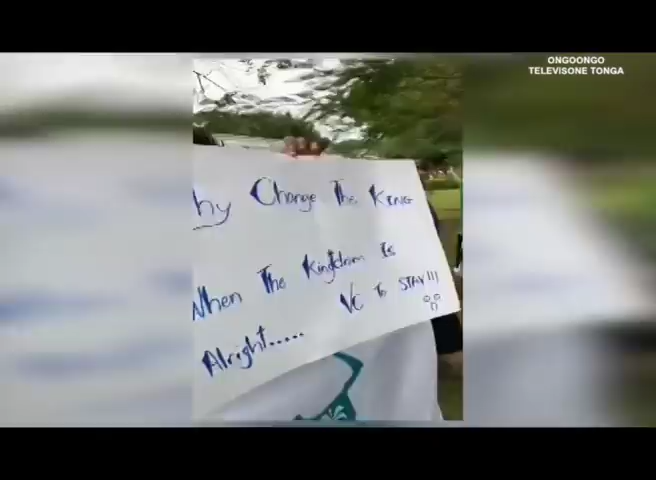 ONGOONGO
TELEVISONE TONGA
hy Change The KING
When The Kingdom Is
Alright..... VC To STAY!!!